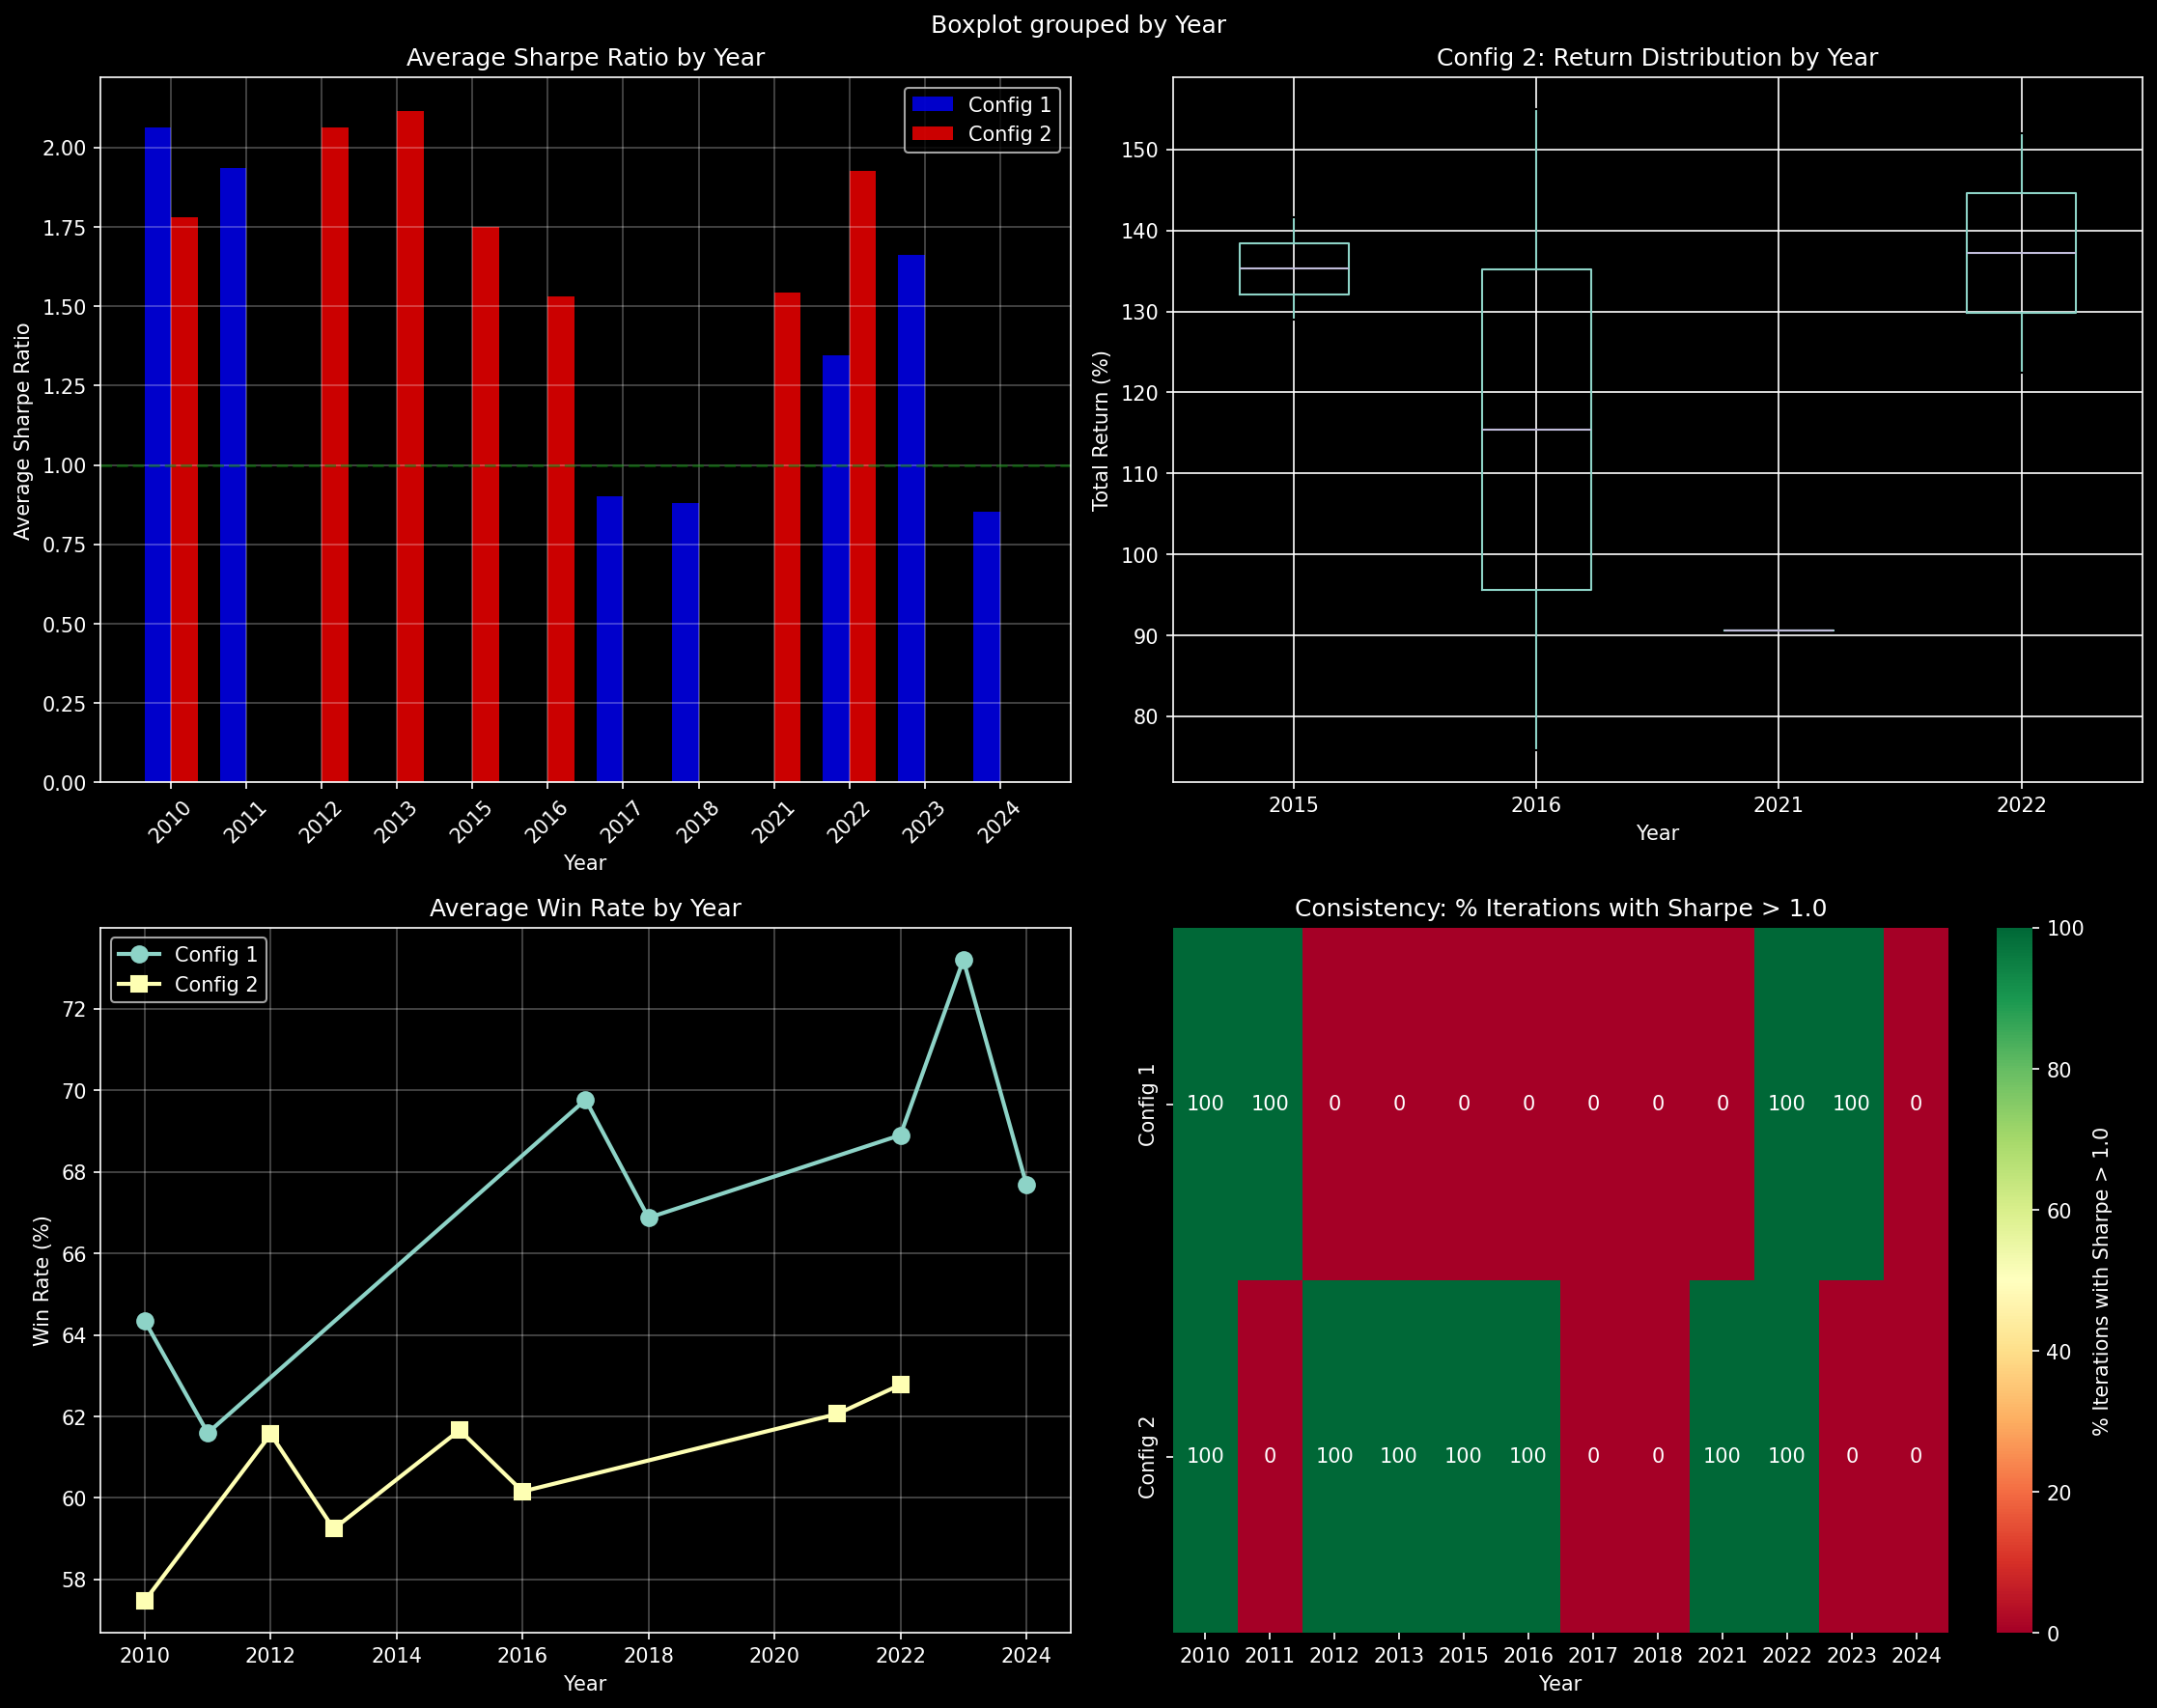 Boxplot grouped by Year
Average Sharpe Ratio by Year
Config 1
Config 2
Average Sharpe Ratio
2.00
1.75
1.50
1.25
1.00
0.75
0.50
0.25
0.00
2010 2011 2012 2013 2015 2016 2017 2018 2021 2022 2023 2024
Year
Config 2: Return Distribution by Year
Total Return (%)
150
140
130
120
110
100
90
80
2015 2016 2021 2022
Year
Average Win Rate by Year
Config 1
Config 2
Win Rate (%)
72
70
68
66
64
62
60
58
2010 2012 2014 2016 2018 2020 2022 2024
Year
Consistency: % Iterations with Sharpe > 1.0
Config 1
100 100 0 0 0 0 0 0 0 100 100 0
Config 2
100 0 100 100 100 100 0 0 100 100 0 0
2010 2011 2012 2013 2015 2016 2017 2018 2021 2022 2023 2024
Year
100
80
60
40
20
0
% Iterations with Sharpe > 1.0